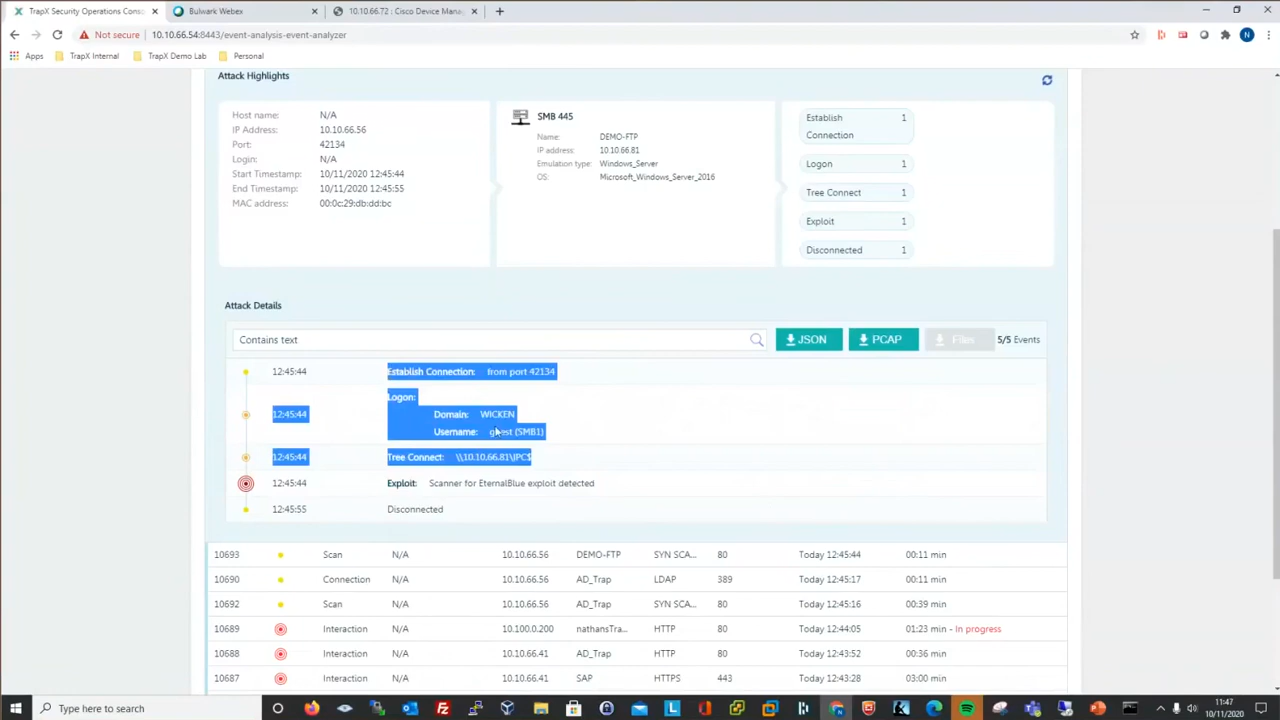 TrapX Security Operations Conso
Bulwark Webex
10.10.66.72 : Cisco Device Mana
Not secure
10.10.66.54:8443/event-analysis-event-analyzer
N
Apps
TrapX Internal
TrapX Demo Lab
Personal
Attack Highlights
Host name: N/A
IP Address: 10.10.66.56
Port: 42134
Login: N/A
Start Timestamp: 10/11/2020 12:45:44
End Timestamp: 10/11/2020 12:45:55
MAC address: 00:0c:29:db:dd:bc
SMB 445
Name: DEMO-FTP
IP address: 10.10.66.81
Emulation type: Windows_Server
OS: Microsoft_Windows_Server_2016
Establish Connection 1
Logon 1
Tree Connect 1
Exploit 1
Disconnected 1
Attack Details
Contains text
JSON
PCAP
Files
5/5 Events
12:45:44 Establish Connection: from port 42134
Logon:
12:45:44 Domain: WICKEN
Username: guest (SMB1)
12:45:44 Tree Connect: \\10.10.66.81\IPC$
12:45:44 Exploit: Scanner for EternalBlue exploit detected
12:45:55 Disconnected
10693 Scan N/A 10.10.66.56 DEMO-FTP SYN SCA... 80 Today 12:45:44 00:11 min
10690 Connection N/A 10.10.66.56 AD_Trap LDAP 389 Today 12:45:17 00:11 min
10692 Scan N/A 10.10.66.56 AD_Trap SYN SCA... 80 Today 12:45:16 00:39 min
10689 Interaction N/A 10.100.0.200 nathansTra... HTTP 80 Today 12:44:05 01:23 min - In progress
10688 Interaction N/A 10.10.66.41 AD_Trap HTTP 80 Today 12:43:52 00:36 min
10687 Interaction N/A 10.10.66.41 SAP HTTPS 443 Today 12:43:28 03:00 min
Type here to search
11:47
10/11/2020